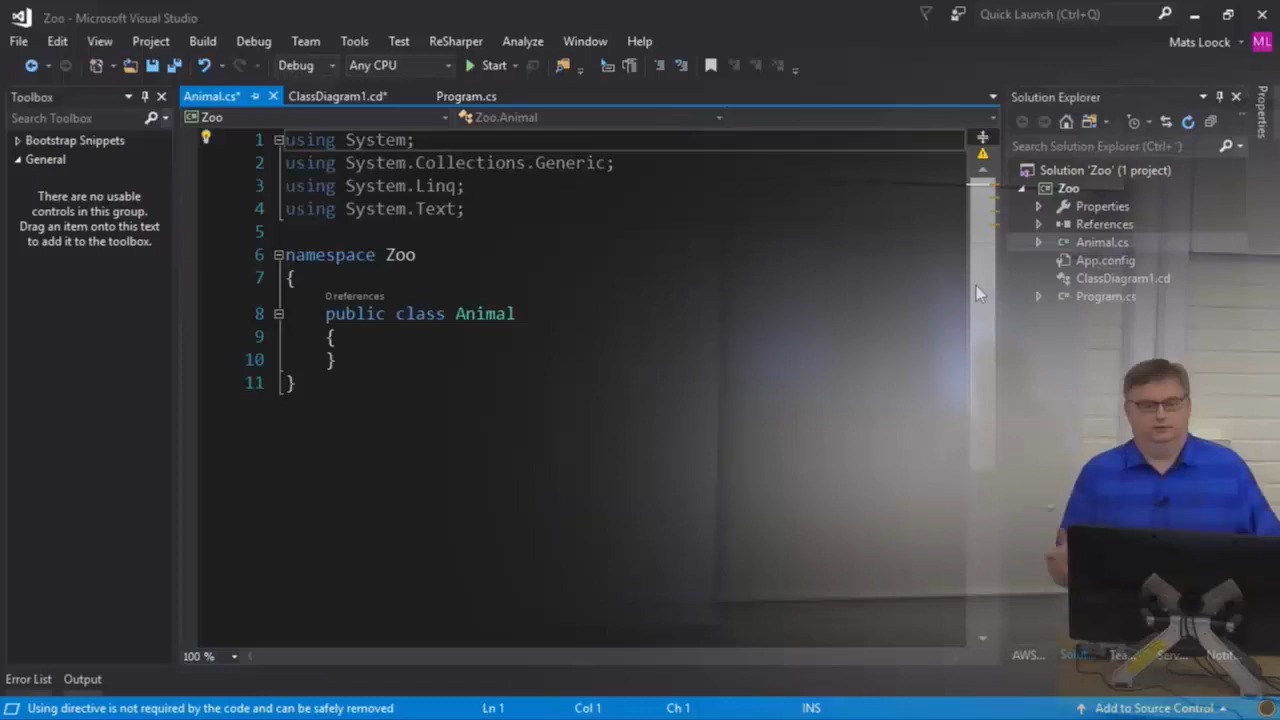 Zoo - Microsoft Visual Studio
Quick Launch (Ctrl+Q)
File Edit View Project Build Debug Team Tools Test ReSharper Analyze Window Help
Mats Loock ML
Debug Any CPU Start
Toolbox
Animal.cs* ClassDiagram1.cd* Program.cs
Solution Explorer
Properties
Search Toolbox
Zoo
Zoo.Animal
Bootstrap Snippets
General
There are no usable
controls in this group.
Drag an item onto this text
to add it to the toolbox.
1 using System;
2 using System.Collections.Generic;
3 using System.Linq;
4 using System.Text;
5
6 namespace Zoo
7 {
0 references
8 public class Animal
9 {
10 }
11 }
Search Solution Explorer (Ctrl+¨)
Solution 'Zoo' (1 project)
Zoo
Properties
References
Animal.cs
App.config
ClassDiagram1.cd
Program.cs
100 %
AWS... Solut... Tea... Serv... Notif...
Error List Output
Using directive is not required by the code and can be safely removed
Ln 1 Col 1 Ch 1 INS
Add to Source Control